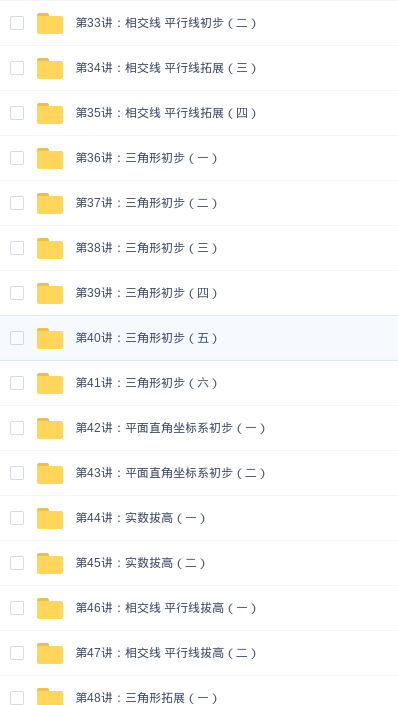 第33讲：相交线 平行线初步（二）
第34讲：相交线 平行线拓展（三）
第35讲：相交线 平行线拓展（四）
第36讲：三角形初步（一）
第37讲：三角形初步（二）
第38讲：三角形初步（三）
第39讲：三角形初步（四）
第40讲：三角形初步（五）
第41讲：三角形初步（六）
第42讲：平面直角坐标系初步（一）
第43讲：平面直角坐标系初步（二）
第44讲：实数拔高（一）
第45讲：实数拔高（二）
第46讲：相交线 平行线拔高（一）
第47讲：相交线 平行线拔高（二）
第48讲：三角形拓展（一）